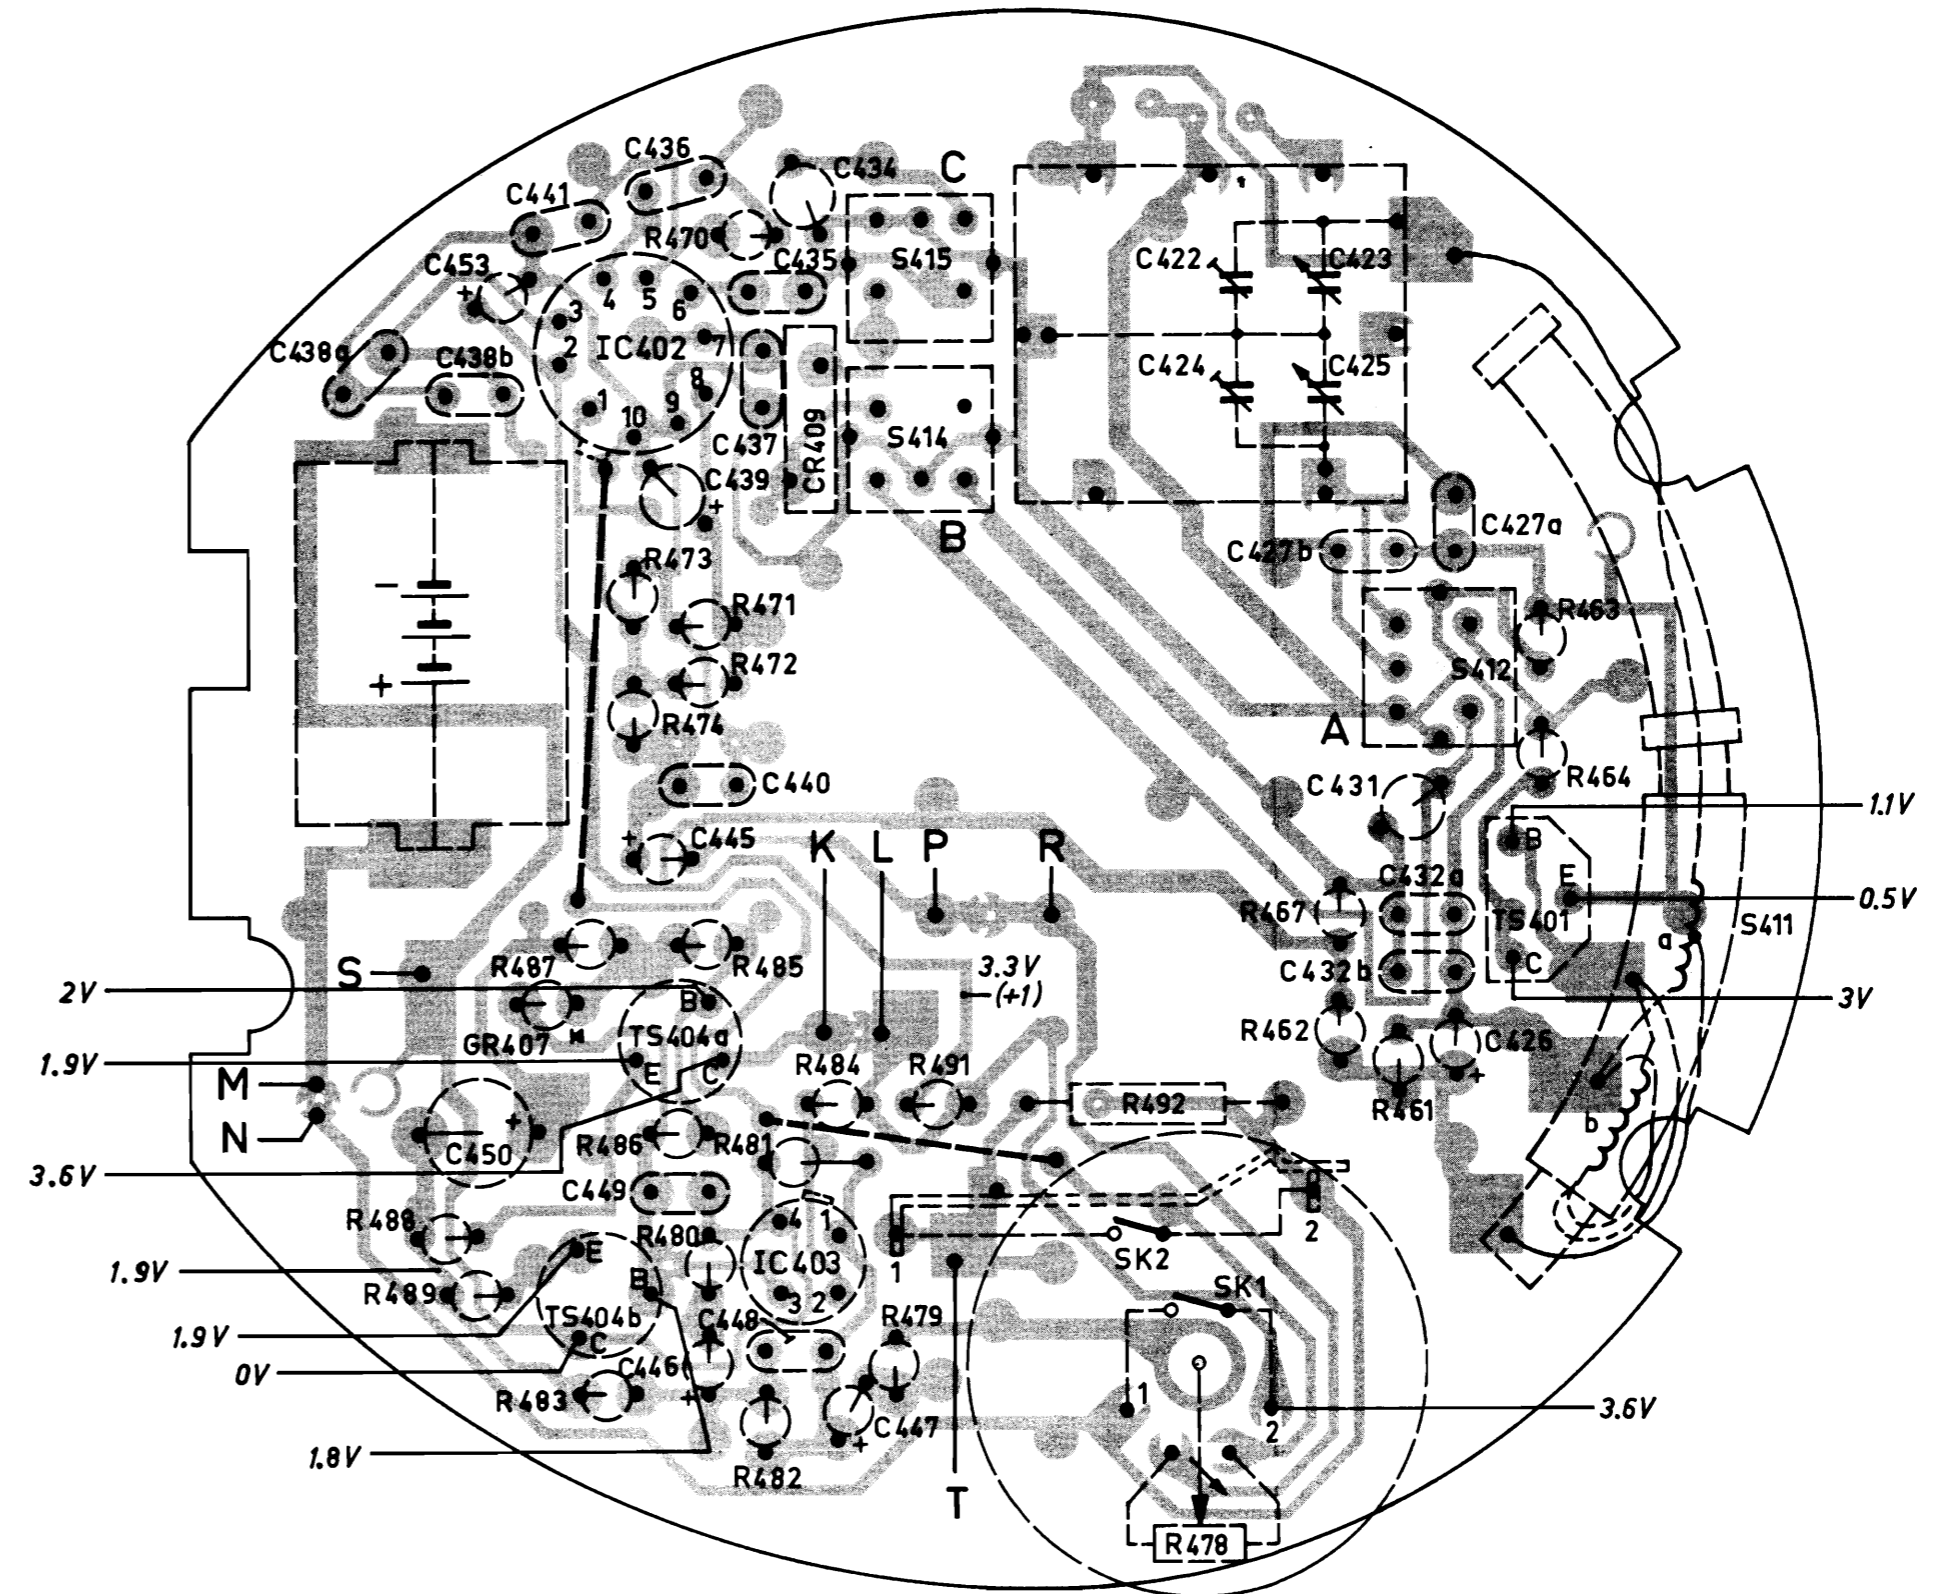 C436
C434
C
C441
R470
C435
S415
C453
+
C422
C423
3
4
5
6
2
IC402
7
C438a
C438b
8
1
10
9
C437
CR409
S414
C424
C425
C439
+
B
C427a
C427b
R473
−
R471
R463
R472
S412
+
R474
A
C440
C431
R464
1.1V
+
C445
K
L
P
R
B
C432a
E
R467
TS401
0.5V
S411
a
R487
R485
S
3.3V
(+1)
C432b
C
2V
B
3V
GR407
TS404a
R462
C426
+
1.9V
E
C
R484
R491
M
R492
R461
N
+
C450
R486
R481
b
3.6V
C449
R488
R480
4
1
2
E
IC403
SK2
1
1.9V
B
SK1
R489
3
2
TS404b
C448
R479
1.9V
C
0V
C446
+
1
R483
C447
+
2
3.6V
1.8V
R482
T
R478